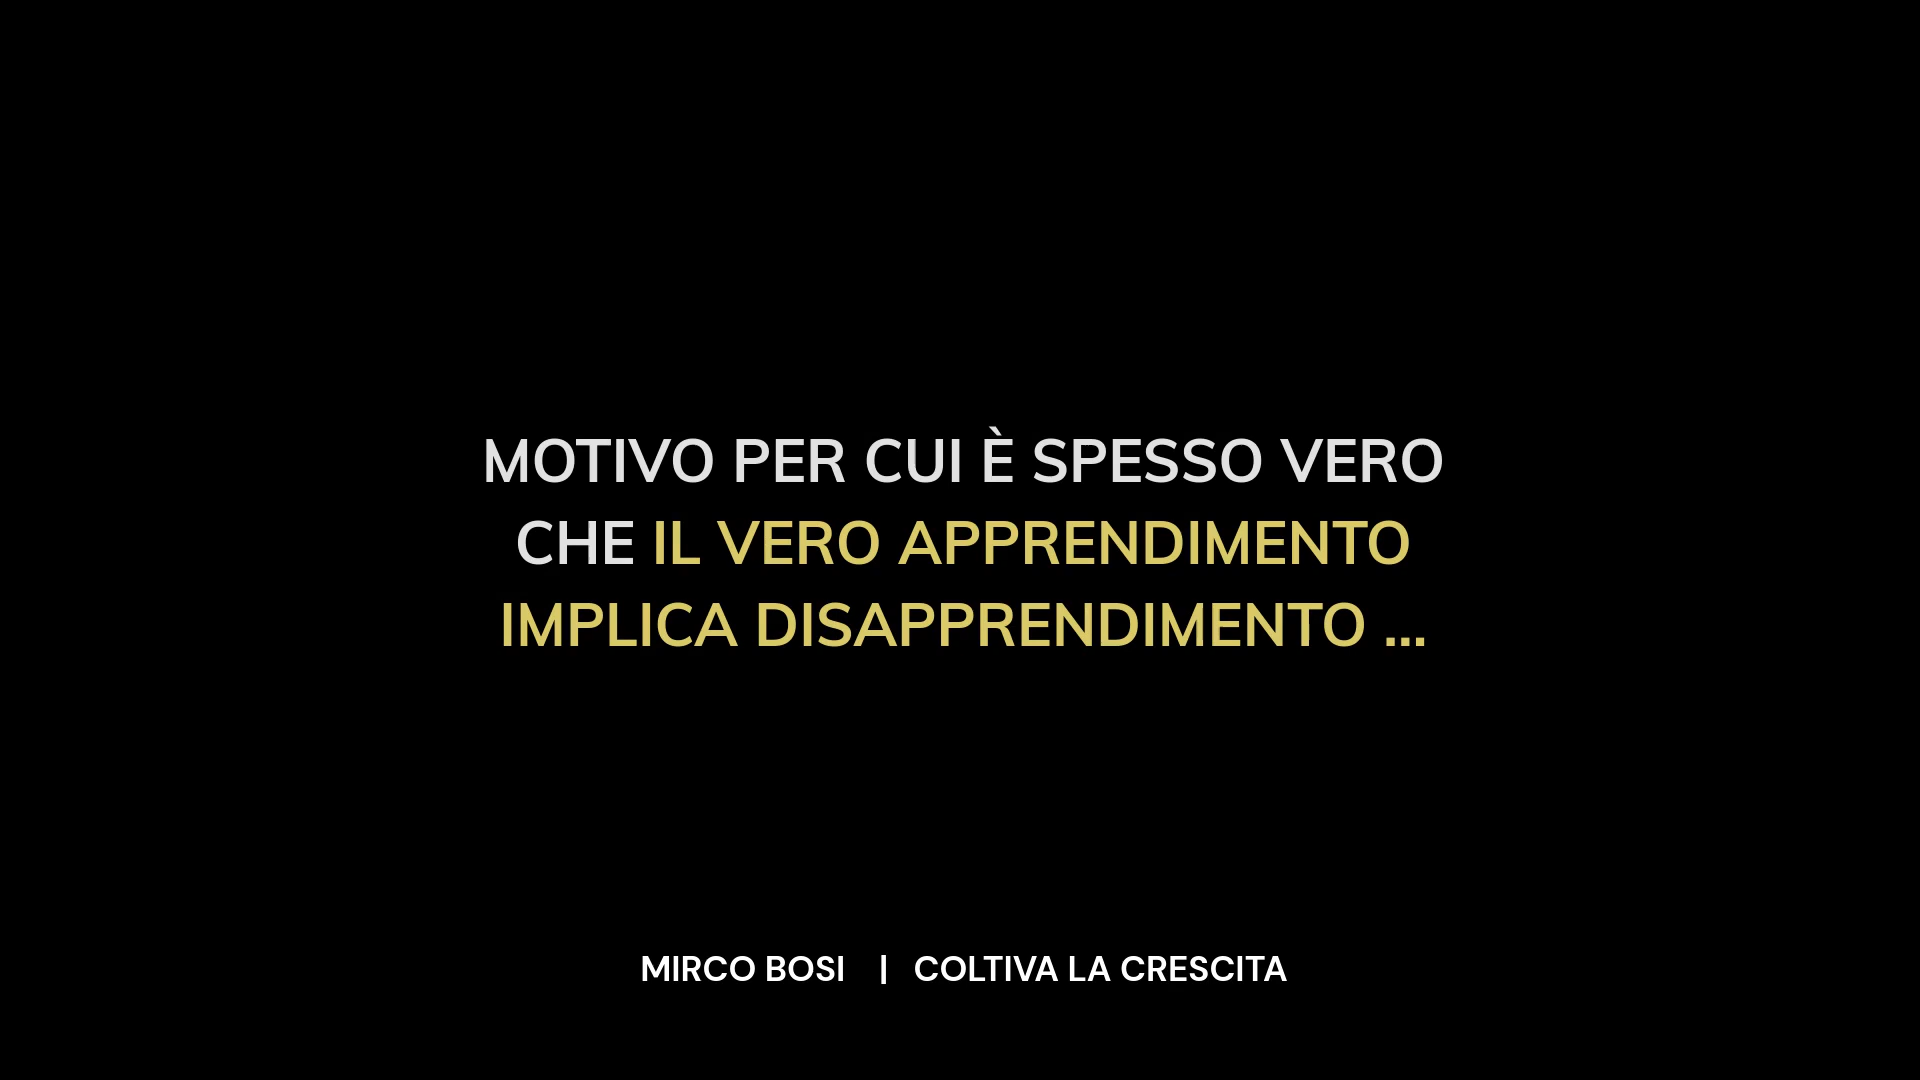 MOTIVO PER CUI È SPESSO VERO
CHE IL VERO APPRENDIMENTO
IMPLICA DISAPPRENDIMENTO ...
MIRCO BOSI | COLTIVA LA CRESCITA